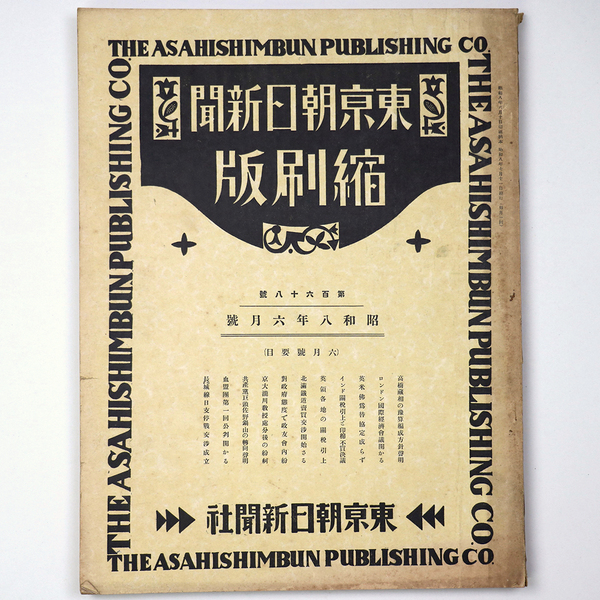 THE ASAHISHIMBUN PUBLISHING CO.
THE ASAHISHIMBUN PUBLISHING CO.
THE ASAHISHIMBUN PUBLISHING CO.
東京朝日新聞
縮刷版
第百六十八號
昭和八年六月號
(六月號要目)
高橋藏相の豫算編成方針聲明
ロンドン國際經濟會議開かる
英米佛爲替協定成らず
インド關稅引上と印棉不買決議
英領各地の關稅引上
北滿鐵道賣買交涉開始さる
對政府態度で政友會內紛
京大瀧川敎授處分後の紛糾
共產黨巨頭佐野鍋山の轉向聲明
血盟團第一回公判開かる
長城線日支停戰交涉成立
東京朝日新聞社
THE ASAHISHIMBUN PUBLISHING CO.